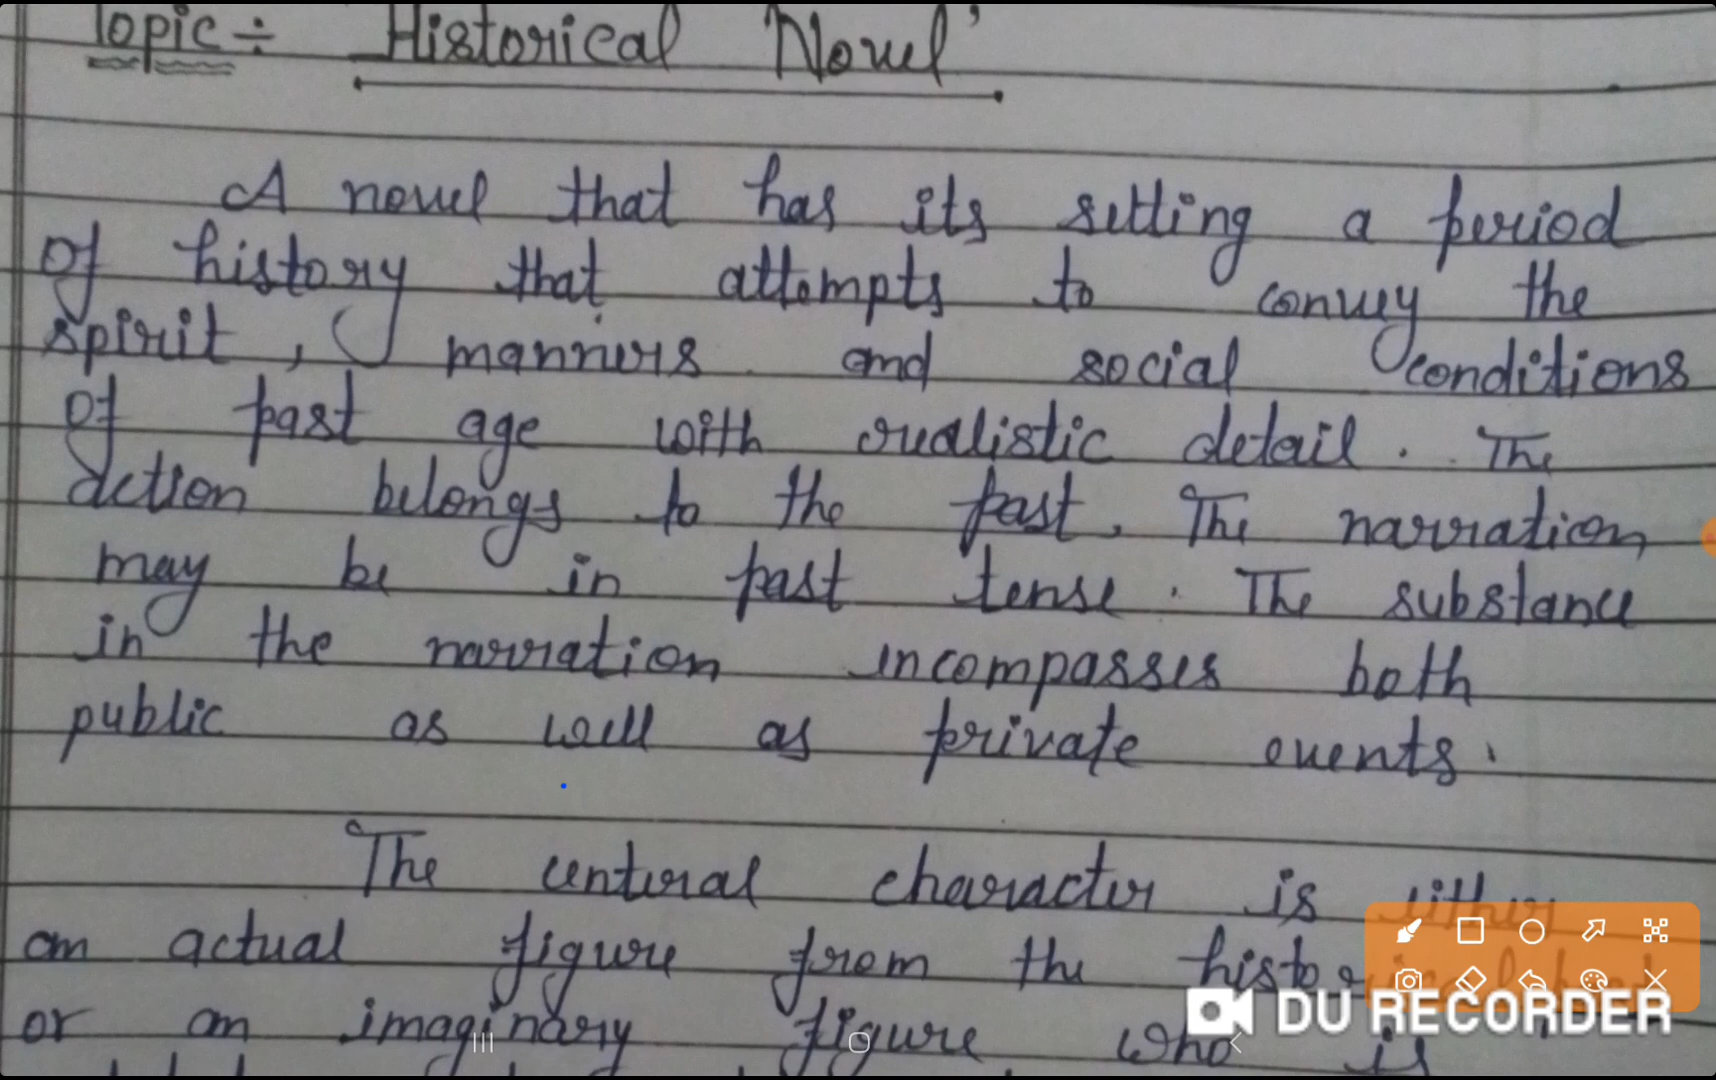 Topic :- 'Historical Novel'
A novel that has its setting a period
of history that attempts to convey the
spirit, manners and social conditions
of past age with realistic detail. The
action belongs to the past. The narration
may be in past tense. The substance
in the narration incompasses both
public as well as private events.
The central character is either
an actual figure from the
or an imaginary figure who is
DU RECORDER